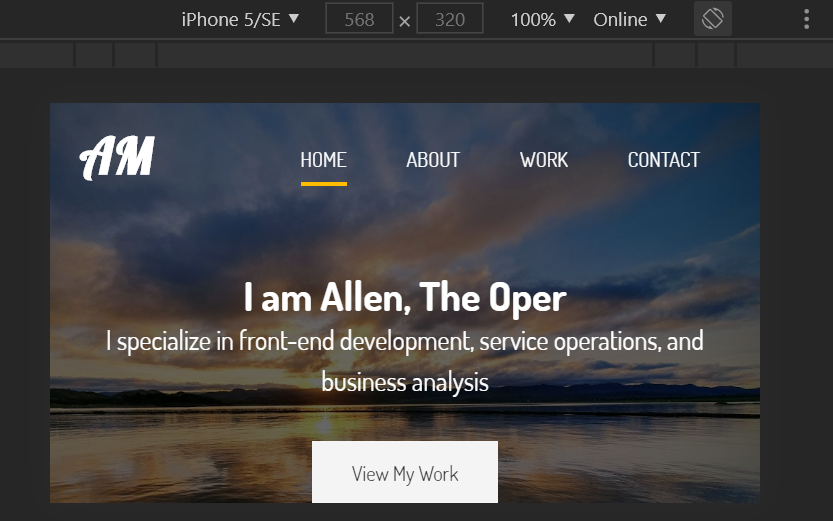 iPhone 5/SE ▼ 568 × 320 100% ▼ Online ▼
AM
HOME ABOUT WORK CONTACT
I am Allen, The Oper
I specialize in front-end development, service operations, and
business analysis
View My Work